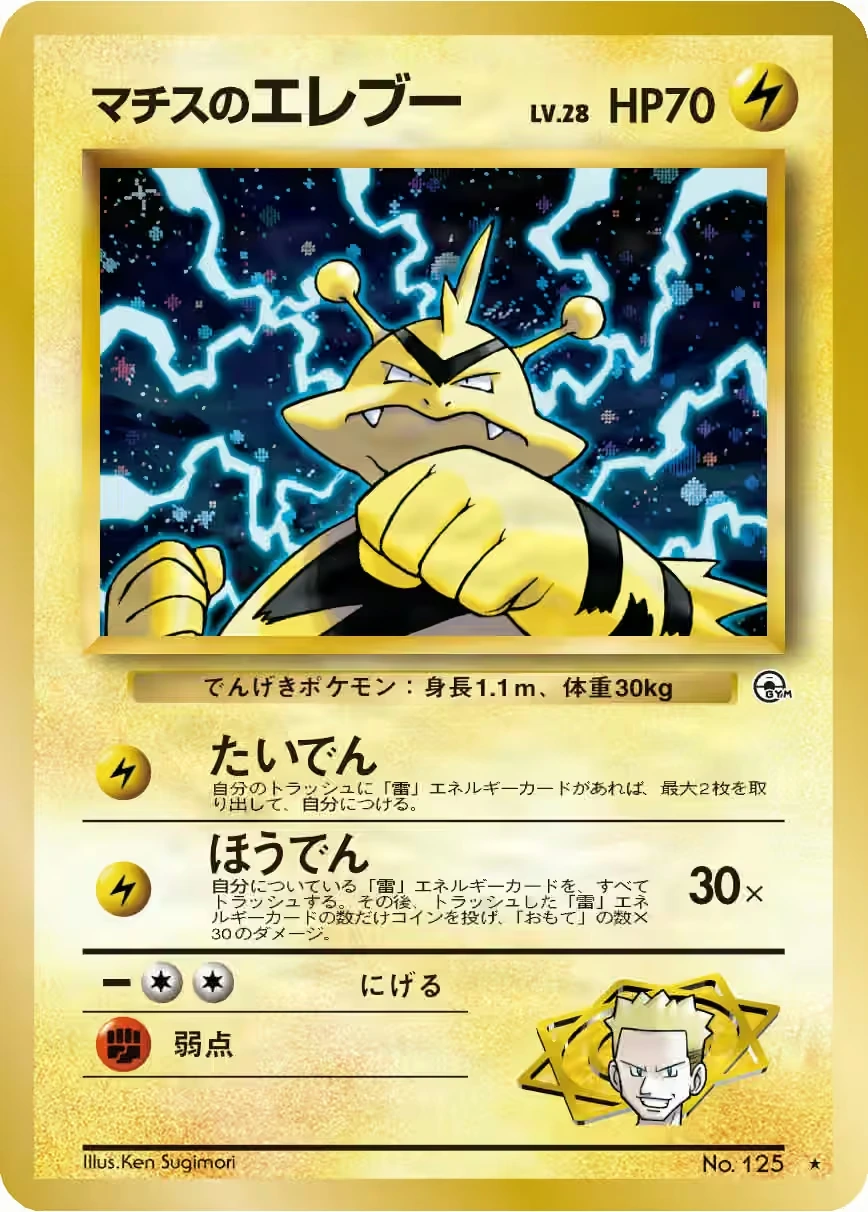 マチスのエレブー LV.28 HP70
でんげきポケモン：身長1.1m、体重30kg
GYM
たいでん
自分のトラッシュに「雷」エネルギーカードがあれば、最大2枚を取
り出して、自分につける。
ほうでん
自分についている「雷」エネルギーカードを、すべて
トラッシュする。その後、トラッシュした「雷」エネ
ルギーカードの数だけコインを投げ、「おもて」の数×
30のダメージ。
30×
にげる
弱点
Illus.Ken Sugimori No. 125 ★